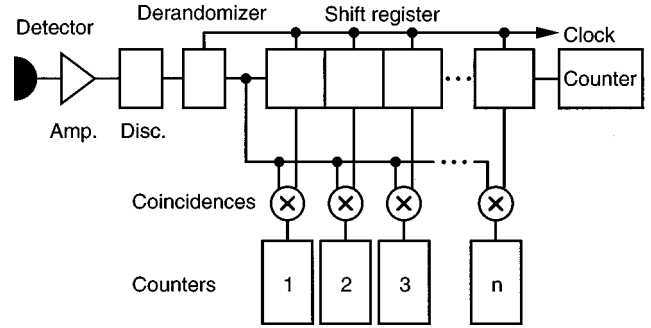 Derandomizer Shift register
Detector
Clock
Counter
Amp. Disc.
Coincidences
Counters 1 2 3 n